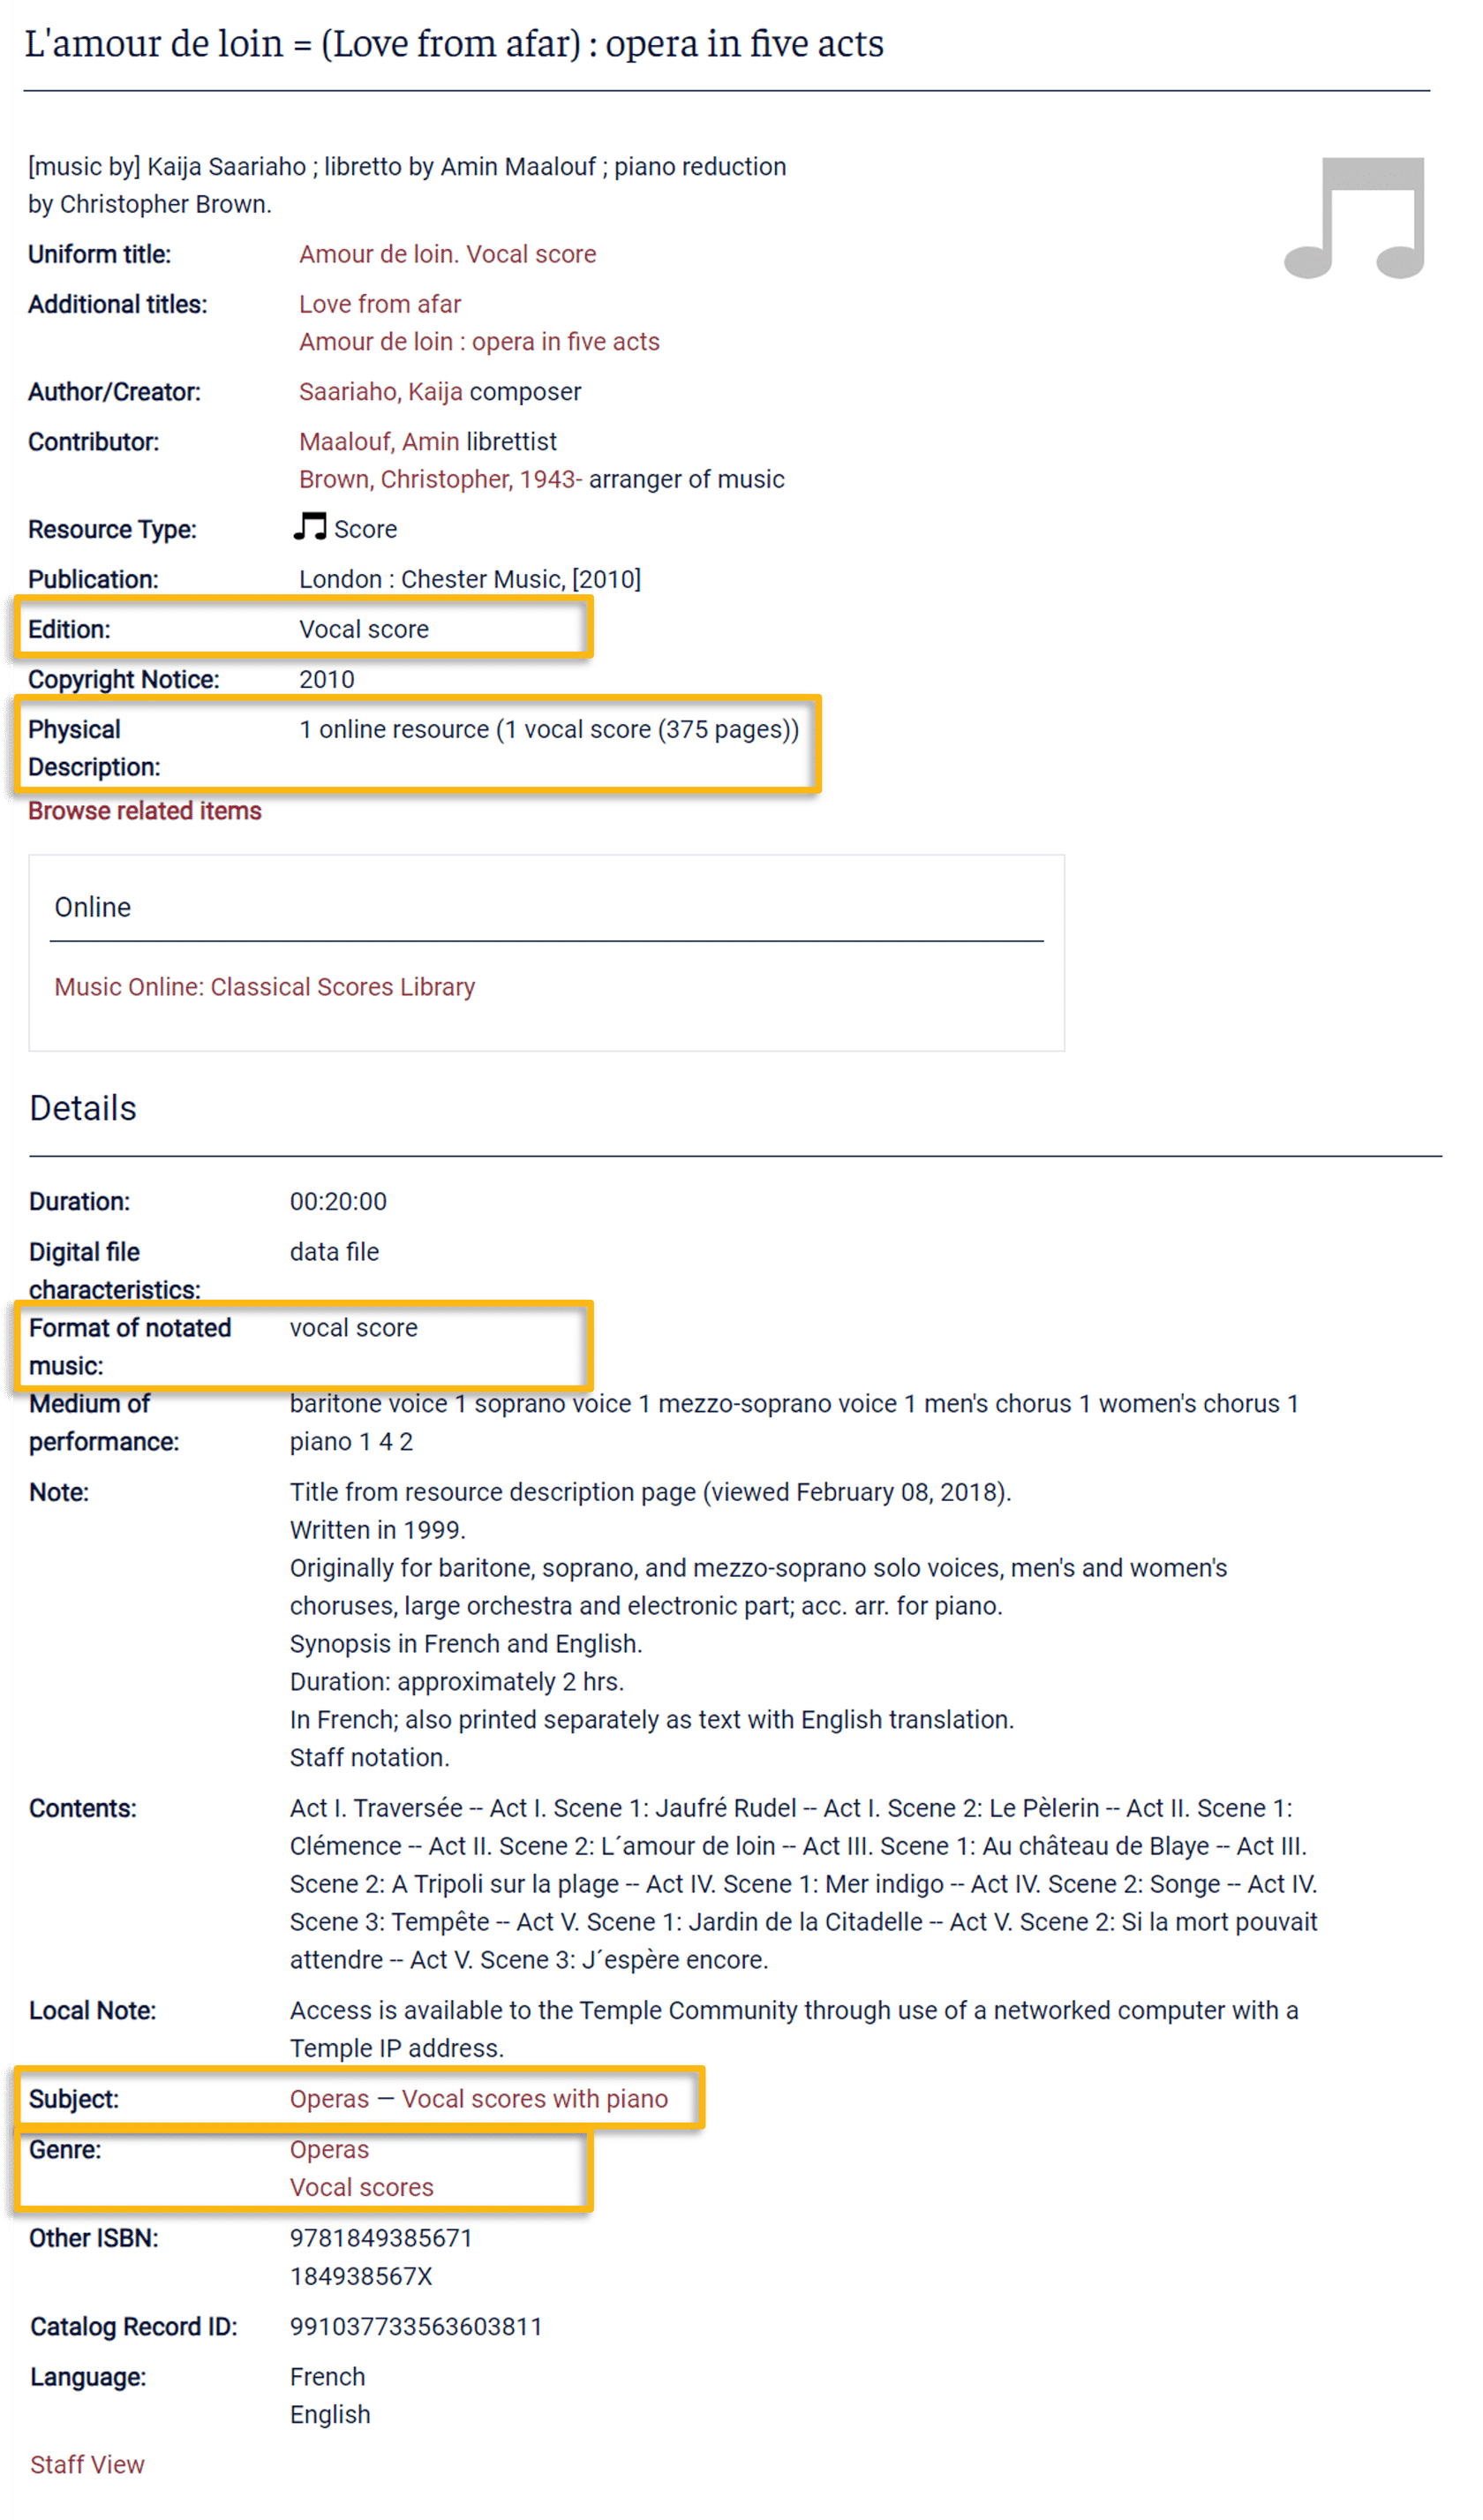 L'amour de loin = (Love from afar) : opera in five acts
[music by] Kaija Saariaho ; libretto by Amin Maalouf ; piano reduction
by Christopher Brown.
Uniform title: Amour de loin. Vocal score
Additional titles: Love from afar
Amour de loin : opera in five acts
Author/Creator: Saariaho, Kaija composer
Contributor: Maalouf, Amin librettist
Brown, Christopher, 1943- arranger of music
Resource Type: Score
Publication: London : Chester Music, [2010]
Edition: Vocal score
Copyright Notice: 2010
Physical 1 online resource (1 vocal score (375 pages))
Description:
Browse related items
Online
Music Online: Classical Scores Library
Details
Duration: 00:20:00
Digital file data file
characteristics:
Format of notated vocal score
music:
Medium of baritone voice 1 soprano voice 1 mezzo-soprano voice 1 men's chorus 1 women's chorus 1
performance: piano 1 4 2
Note: Title from resource description page (viewed February 08, 2018).
Written in 1999.
Originally for baritone, soprano, and mezzo-soprano solo voices, men's and women's
choruses, large orchestra and electronic part; acc. arr. for piano.
Synopsis in French and English.
Duration: approximately 2 hrs.
In French; also printed separately as text with English translation.
Staff notation.
Contents: Act I. Traversée -- Act I. Scene 1: Jaufré Rudel -- Act I. Scene 2: Le Pèlerin -- Act II. Scene 1:
Clémence -- Act II. Scene 2: L´amour de loin -- Act III. Scene 1: Au château de Blaye -- Act III.
Scene 2: A Tripoli sur la plage -- Act IV. Scene 1: Mer indigo -- Act IV. Scene 2: Songe -- Act IV.
Scene 3: Tempête -- Act V. Scene 1: Jardin de la Citadelle -- Act V. Scene 2: Si la mort pouvait
attendre -- Act V. Scene 3: J´espère encore.
Local Note: Access is available to the Temple Community through use of a networked computer with a
Temple IP address.
Subject: Operas — Vocal scores with piano
Genre: Operas
Vocal scores
Other ISBN: 9781849385671
184938567X
Catalog Record ID: 991037733563603811
Language: French
English
Staff View